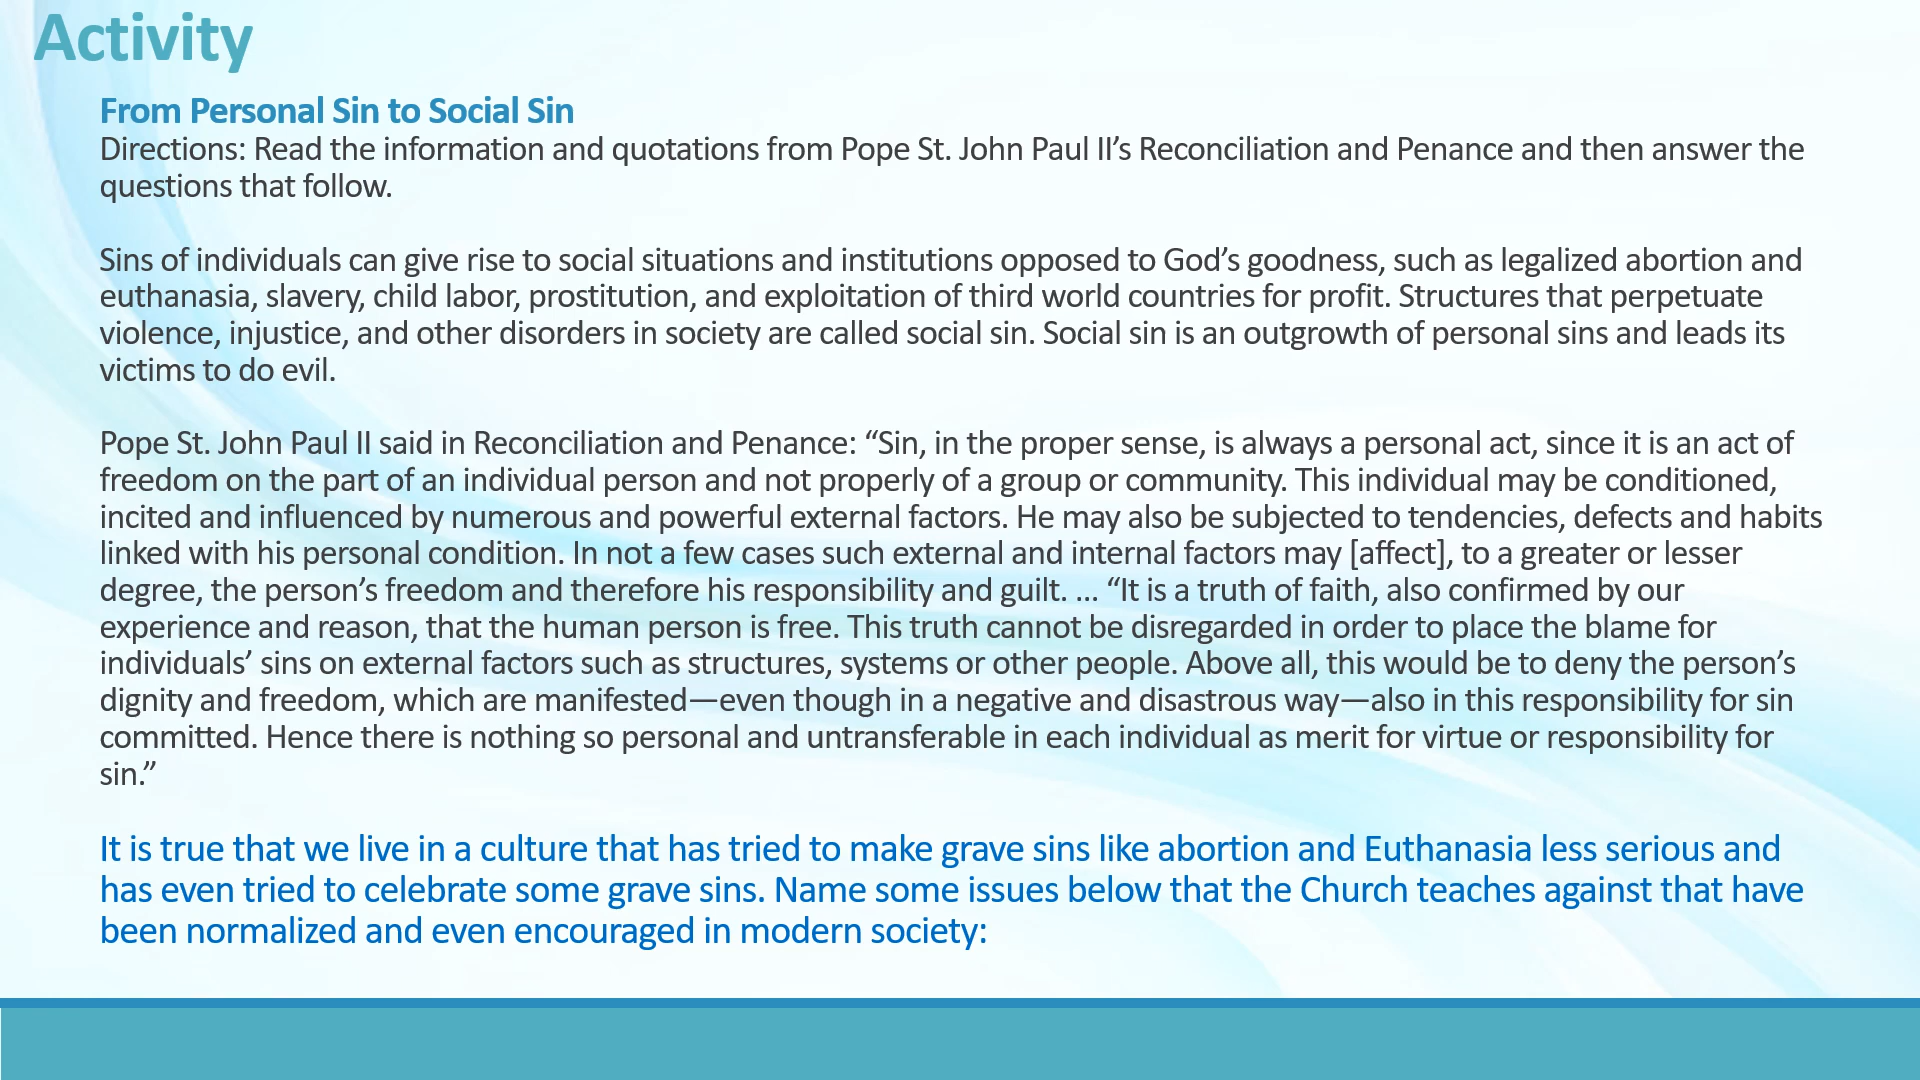 Activity
From Personal Sin to Social Sin
Directions: Read the information and quotations from Pope St. John Paul II’s Reconciliation and Penance and then answer the
questions that follow.
Sins of individuals can give rise to social situations and institutions opposed to God’s goodness, such as legalized abortion and
euthanasia, slavery, child labor, prostitution, and exploitation of third world countries for profit. Structures that perpetuate
violence, injustice, and other disorders in society are called social sin. Social sin is an outgrowth of personal sins and leads its
victims to do evil.
Pope St. John Paul II said in Reconciliation and Penance: “Sin, in the proper sense, is always a personal act, since it is an act of
freedom on the part of an individual person and not properly of a group or community. This individual may be conditioned,
incited and influenced by numerous and powerful external factors. He may also be subjected to tendencies, defects and habits
linked with his personal condition. In not a few cases such external and internal factors may [affect], to a greater or lesser
degree, the person’s freedom and therefore his responsibility and guilt. … “It is a truth of faith, also confirmed by our
experience and reason, that the human person is free. This truth cannot be disregarded in order to place the blame for
individuals’ sins on external factors such as structures, systems or other people. Above all, this would be to deny the person’s
dignity and freedom, which are manifested—even though in a negative and disastrous way—also in this responsibility for sin
committed. Hence there is nothing so personal and untransferable in each individual as merit for virtue or responsibility for
sin.”
It is true that we live in a culture that has tried to make grave sins like abortion and Euthanasia less serious and
has even tried to celebrate some grave sins. Name some issues below that the Church teaches against that have
been normalized and even encouraged in modern society: